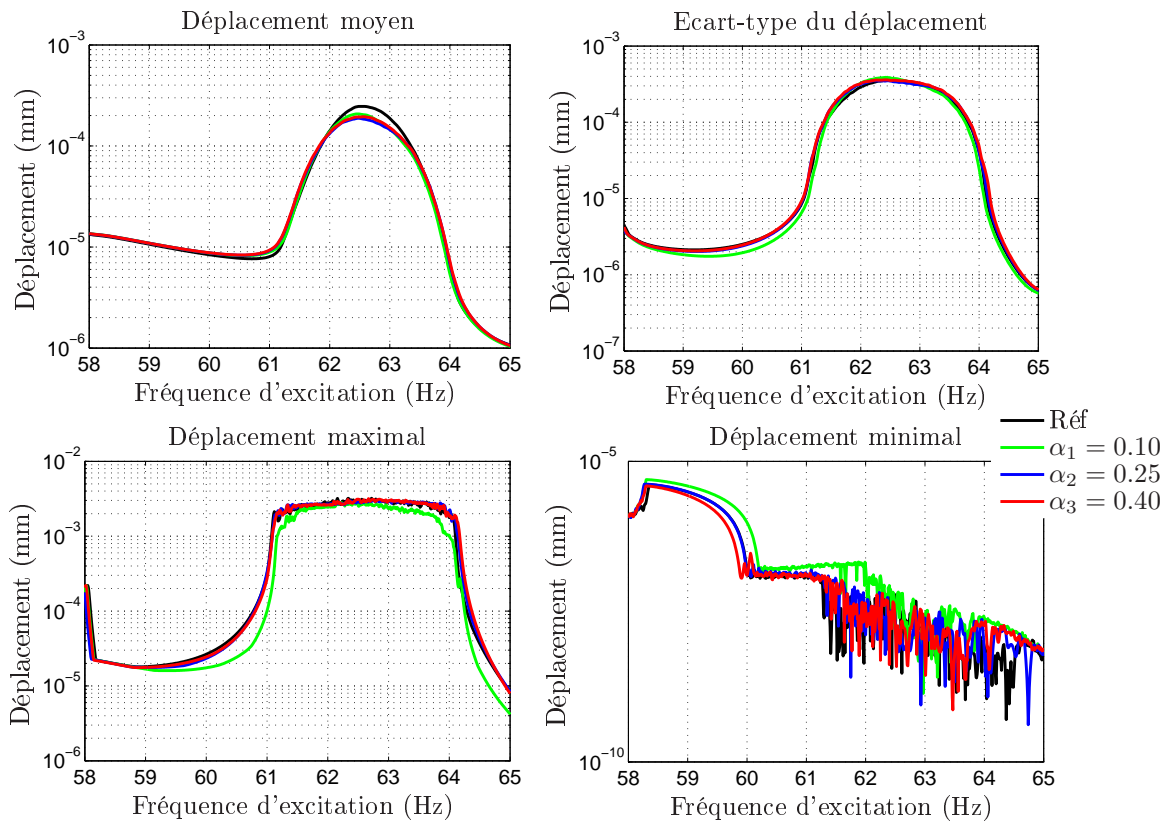 Déplacement moyen
10−3
10−4
10−5
10−6
Déplacement (mm)
58 59 60 61 62 63 64 65
Fréquence d'excitation (Hz)
Ecart-type du déplacement
10−3
10−4
10−5
10−6
10−7
Déplacement (mm)
58 59 60 61 62 63 64 65
Fréquence d'excitation (Hz)
Déplacement maximal
10−2
10−3
10−4
10−5
10−6
Déplacement (mm)
58 59 60 61 62 63 64 65
Fréquence d'excitation (Hz)
Déplacement minimal
10−5
10−10
Déplacement (mm)
58 59 60 61 62 63 64 65
Fréquence d'excitation (Hz)
Réf
α1 = 0.10
α2 = 0.25
α3 = 0.40